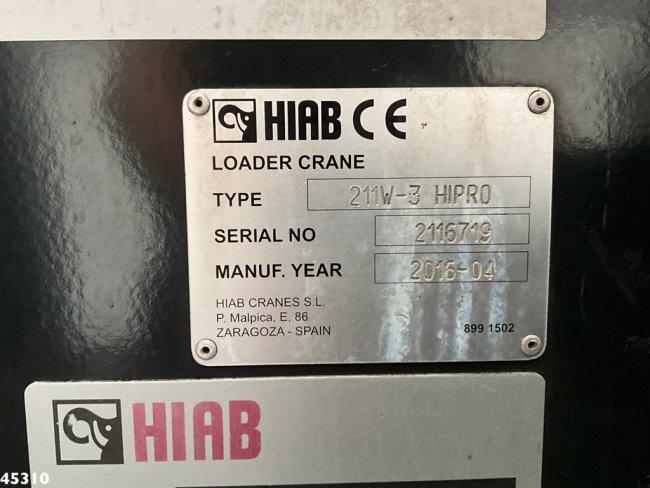 HIAB CE
LOADER CRANE
TYPE 211W-3 HIPRO
SERIAL NO 2116719
MANUF. YEAR 2016-04
HIAB CRANES S.L.
P. Malpica, E, 86
ZARAGOZA - SPAIN 899 1502
HIAB
45310